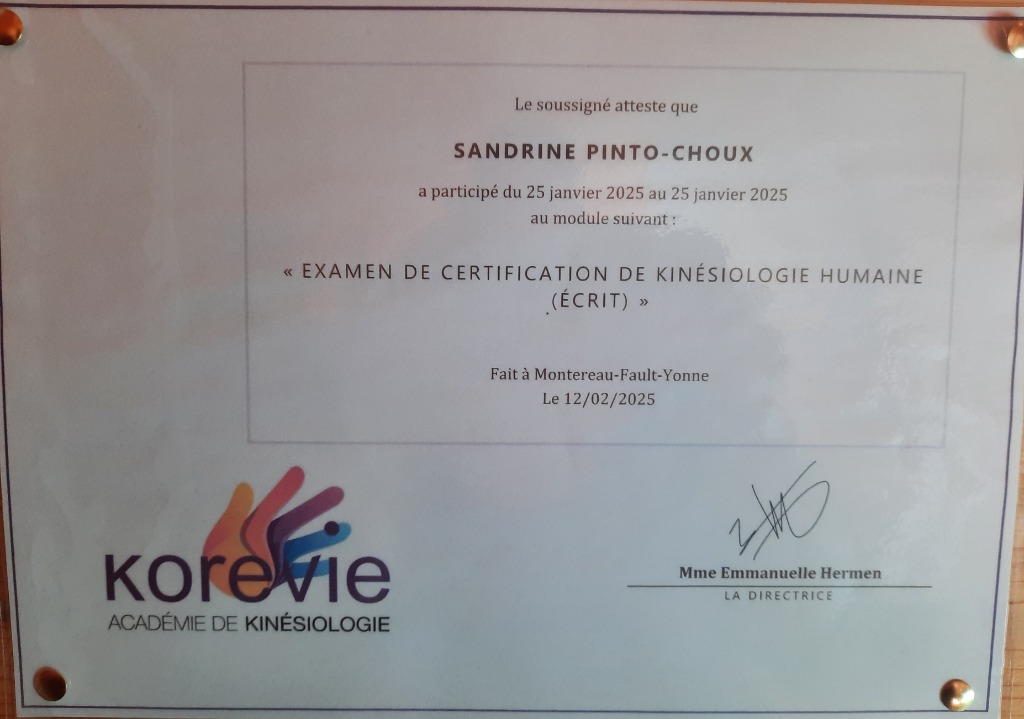 Le soussigné atteste que
SANDRINE PINTO-CHOUX
a participé du 25 janvier 2025 au 25 janvier 2025
au module suivant :
« EXAMEN DE CERTIFICATION DE KINÉSIOLOGIE HUMAINE
(ÉCRIT) »
Fait à Montereau-Fault-Yonne
Le 12/02/2025
korevie
ACADÉMIE DE KINÉSIOLOGIE
Mme Emmanuelle Hermen
LA DIRECTRICE